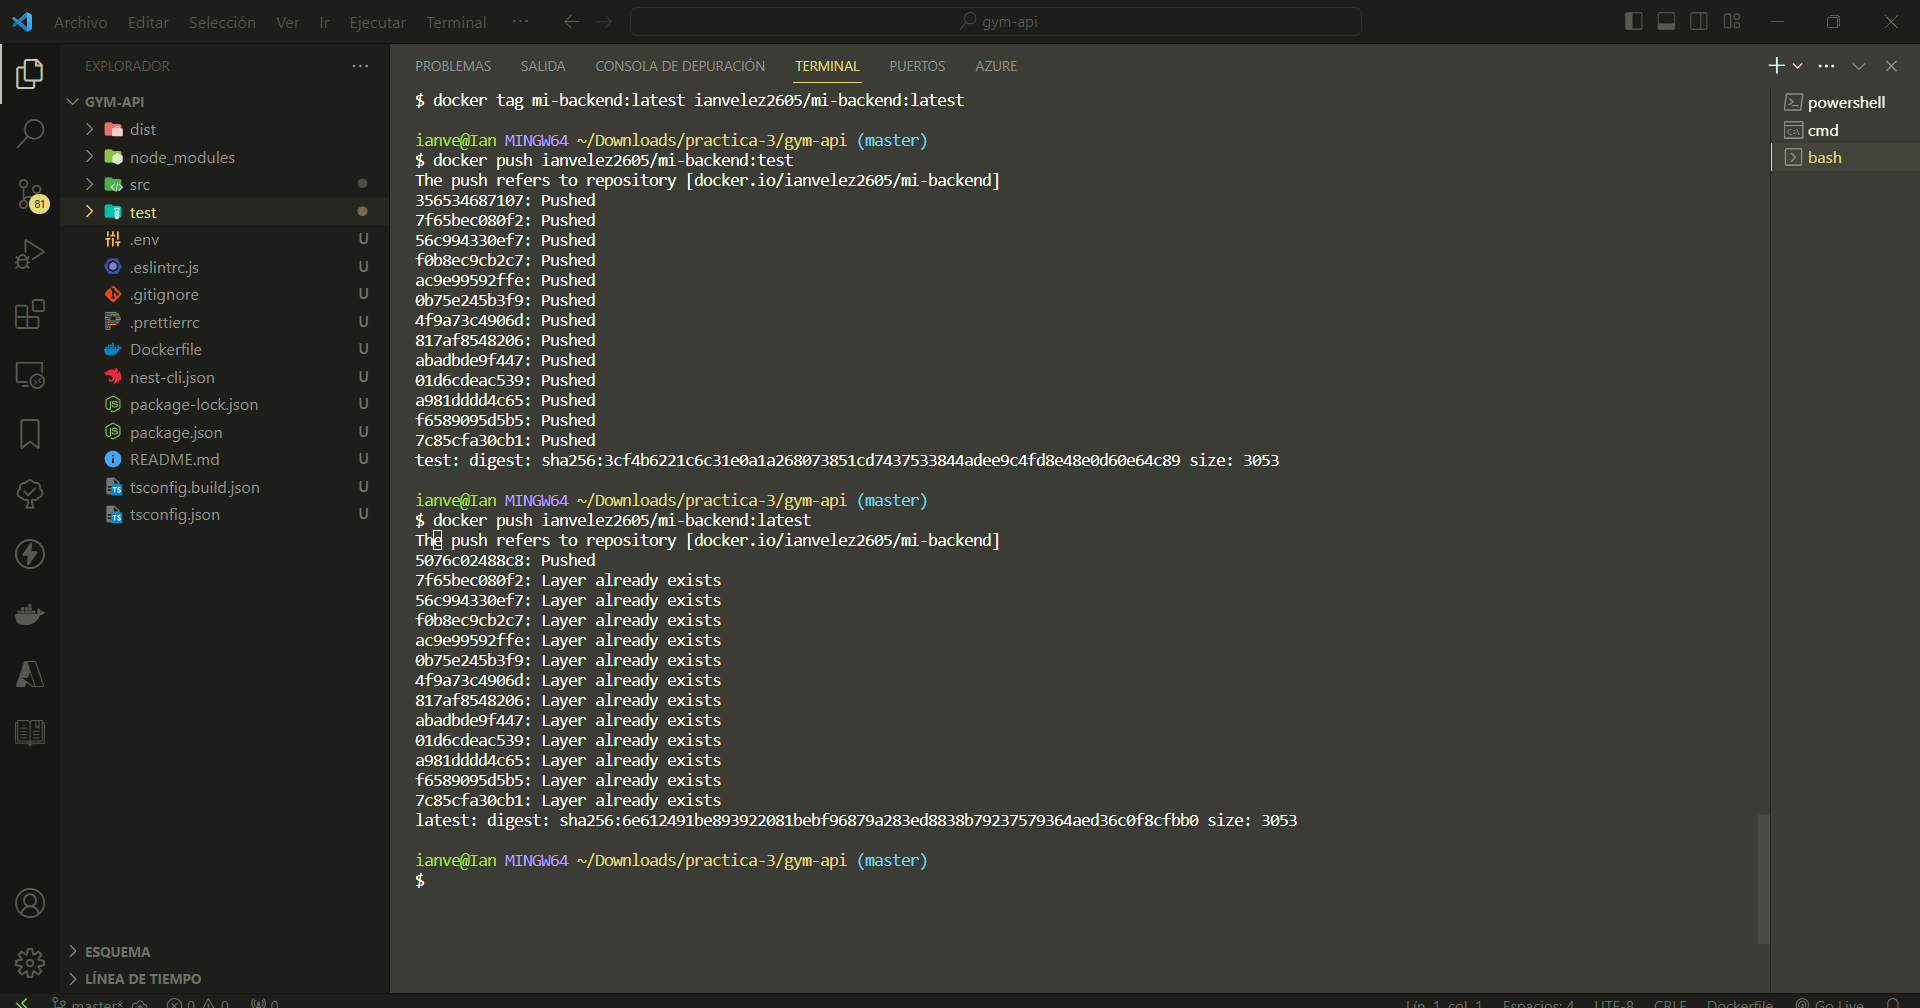 Archivo Editar Selección Ver Ir Ejecutar Terminal ··· gym-api
EXPLORADOR ···
GYM-API
dist
node_modules
src
test
.env U
.eslintrc.js U
.gitignore U
.prettierrc U
Dockerfile U
nest-cli.json U
package-lock.json U
package.json U
README.md U
tsconfig.build.json U
tsconfig.json U
81
ESQUEMA
LÍNEA DE TIEMPO
PROBLEMAS SALIDA CONSOLA DE DEPURACIÓN TERMINAL PUERTOS AZURE
$ docker tag mi-backend:latest ianvelez2605/mi-backend:latest
ianve@Ian MINGW64 ~/Downloads/practica-3/gym-api (master)
$ docker push ianvelez2605/mi-backend:test
The push refers to repository [docker.io/ianvelez2605/mi-backend]
356534687107: Pushed
7f65bec080f2: Pushed
56c994330ef7: Pushed
f0b8ec9cb2c7: Pushed
ac9e99592ffe: Pushed
0b75e245b3f9: Pushed
4f9a73c4906d: Pushed
817af8548206: Pushed
abadbde9f447: Pushed
01d6cdeac539: Pushed
a981dddd4c65: Pushed
f6589095d5b5: Pushed
7c85cfa30cb1: Pushed
test: digest: sha256:3cf4b6221c6c31e0a1a268073851cd7437533844adee9c4fd8e48e0d60e64c89 size: 3053
ianve@Ian MINGW64 ~/Downloads/practica-3/gym-api (master)
$ docker push ianvelez2605/mi-backend:latest
The push refers to repository [docker.io/ianvelez2605/mi-backend]
5076c02488c8: Pushed
7f65bec080f2: Layer already exists
56c994330ef7: Layer already exists
f0b8ec9cb2c7: Layer already exists
ac9e99592ffe: Layer already exists
0b75e245b3f9: Layer already exists
4f9a73c4906d: Layer already exists
817af8548206: Layer already exists
abadbde9f447: Layer already exists
01d6cdeac539: Layer already exists
a981dddd4c65: Layer already exists
f6589095d5b5: Layer already exists
7c85cfa30cb1: Layer already exists
latest: digest: sha256:6e612491be893922081bebf96879a283ed8838b79237579364aed36c0f8cfbb0 size: 3053
ianve@Ian MINGW64 ~/Downloads/practica-3/gym-api (master)
$
powershell
cmd
bash
master* 0 0 0 Lín. 1, col. 1 Espacios: 4 UTF-8 CRLF Dockerfile Go Live